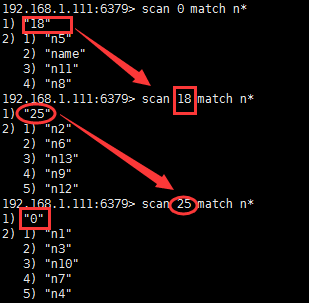 192.168.1.111:6379> scan 0 match n*
1) "18"
2) 1) "n5"
2) "name"
3) "n11"
4) "n8"
192.168.1.111:6379> scan 18 match n*
1) "25"
2) 1) "n2"
2) "n6"
3) "n13"
4) "n9"
5) "n12"
192.168.1.111:6379> scan 25 match n*
1) "0"
2) 1) "n1"
2) "n3"
3) "n10"
4) "n7"
5) "n4"